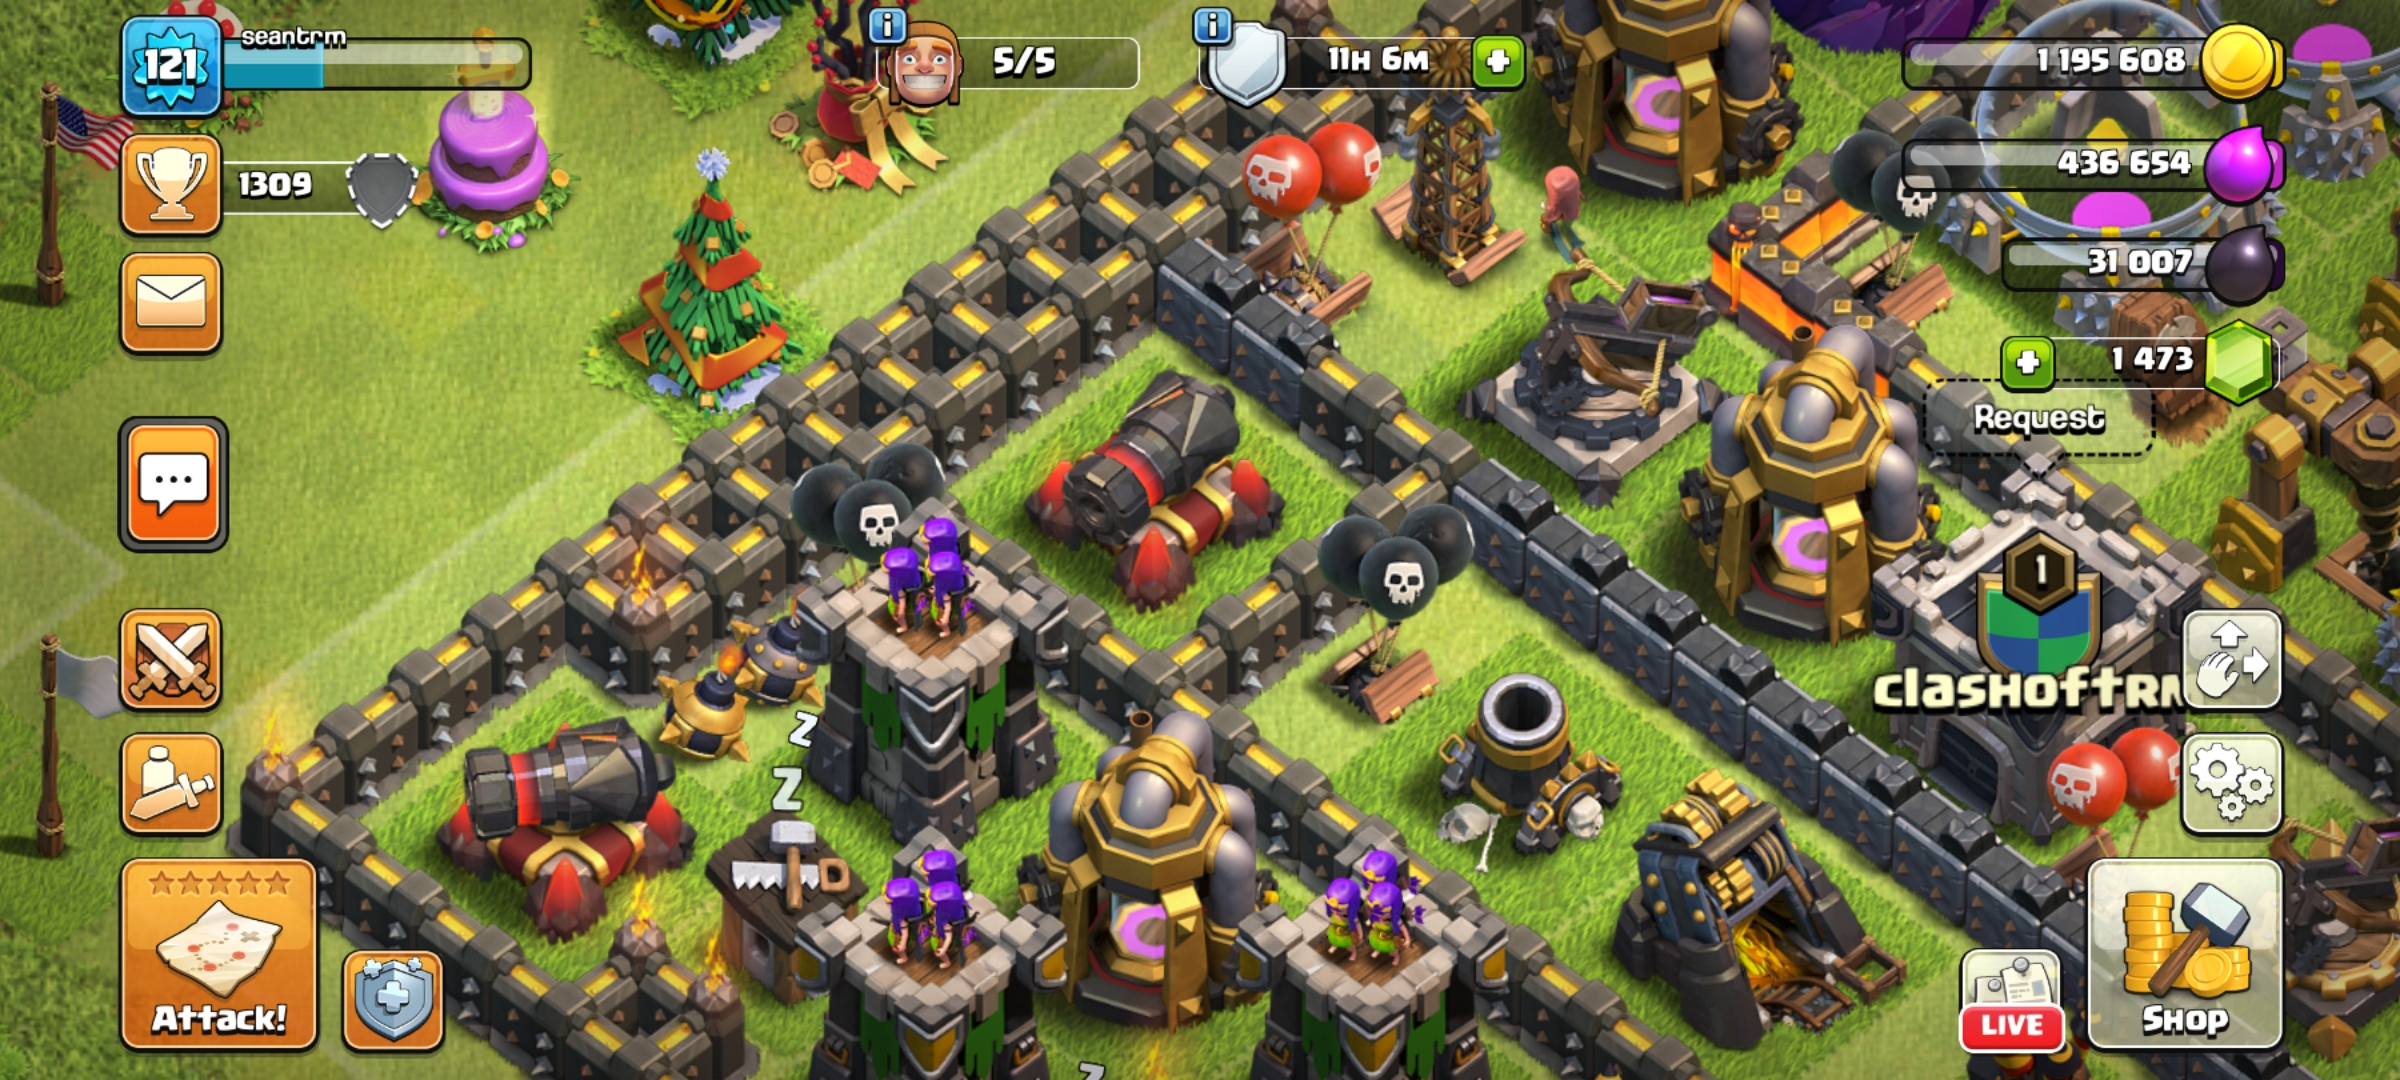 121
seantrm
5/5
11H 6M
1 195 608
1309
436 654
31 007
1 473
Request
1
clashoftRM
Z
Z
Attack!
LIVE
Shop
Z